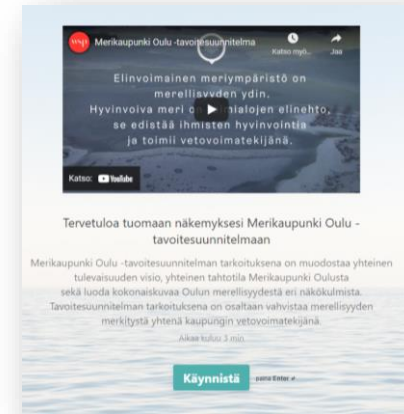 Merikaupunki Oulu -tavoitesuunnitelma
Katso myö...
Jaa
Elinvoimainen meriympäristö on
merellisyyden ydin.
Hyvinvoiva meri on
elinehto,
se edistää ihmisten hyvinvointia
ja toimii vetovoimatekijänä.
Katso: YouTube
Tervetuloa tuomaan näkemyksesi Merikaupunki Oulu -
tavoitesuunnitelmaan
Merikaupunki Oulu -tavoitesuunnitelman tarkoituksena on muodostaa yhteinen
tulevaisuuden visio, yhteinen tahtotila Merikaupunki Oulusta
sekä luoda kokonaiskuvaa Oulun merellisyydestä eri näkökulmista.
Tavoitesuunnitelman tarkoituksena on osaltaan vahvistaa merellisyyden
merkitystä yhtenä kaupungin vetovoimatekijänä.
Aikaa kuluu 3 min
Käynnistä
paina Enter